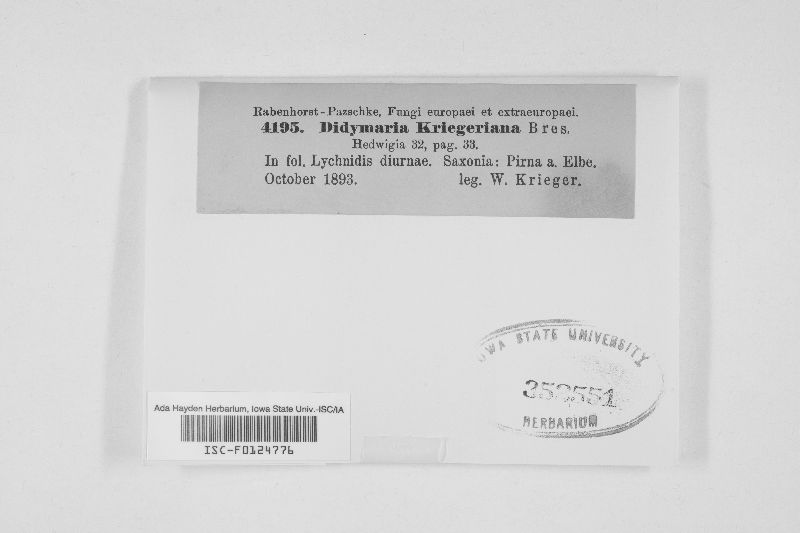 Rabenhorst-Pazschke, Fungi europaei et extraeuropaei.
4195. Didymaria Kriegeriana Bres.
Hedwigia 32, pag. 33.
In fol. Lychnidis diurnae. Saxonia: Pirna a. Elbe.
October 1893. leg. W. Krieger.
IOWA STATE UNIVERSITY
HERBARIUM
Ada Hayden Herbarium, Iowa State Univ.-ISC/IA
ISC-F0124776